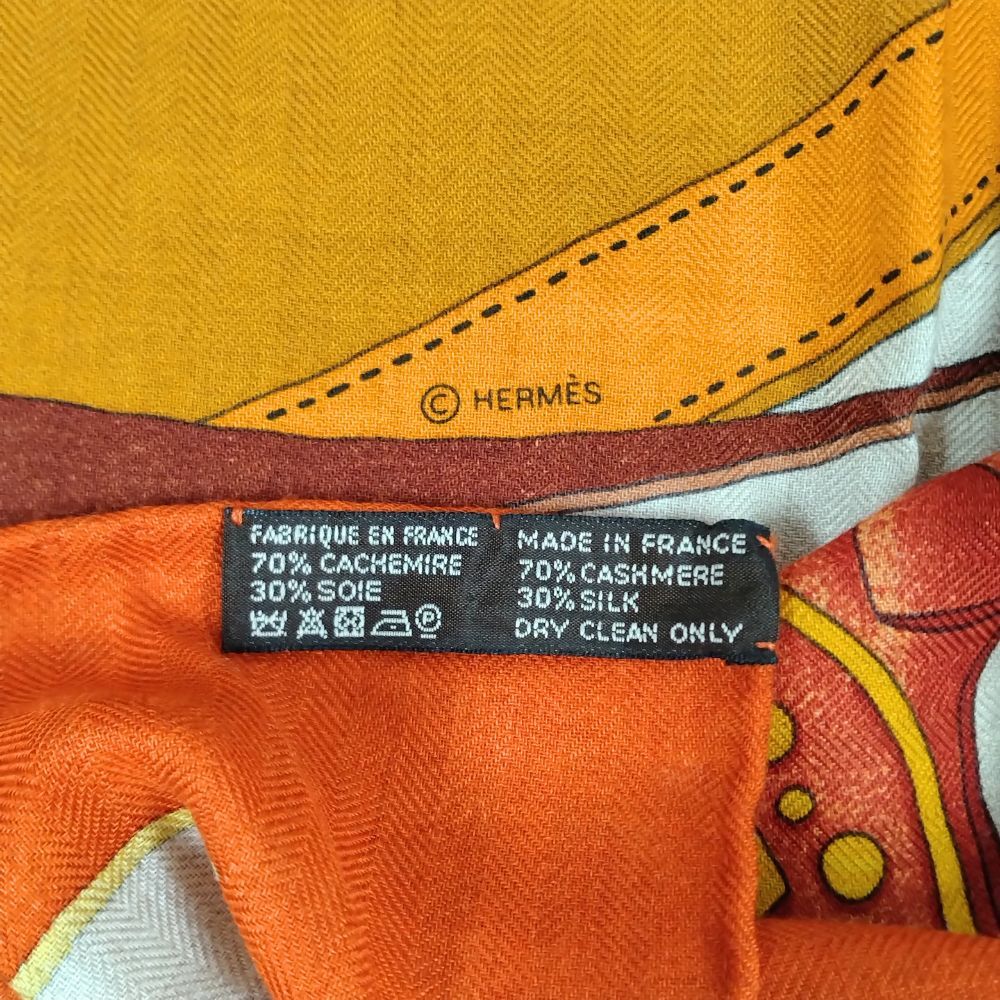 © HERMÈS
FABRIQUE EN FRANCE
70% CACHEMIRE
30% SOIE
P
MADE IN FRANCE
70% CASHMERE
30% SILK
DRY CLEAN ONLY